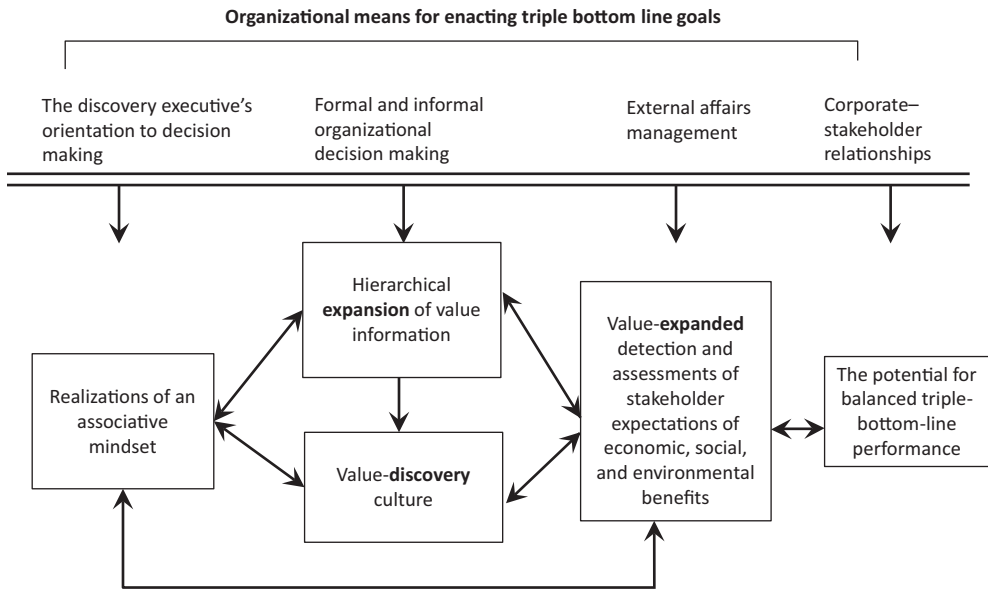 Organizational means for enacting triple bottom line goals
The discovery executive’s
orientation to decision
making
Formal and informal
organizational
decision making
External affairs
management
Corporate–
stakeholder
relationships
Hierarchical
expansion of value
information
Value-expanded
detection and
assessments of
stakeholder
expectations of
economic, social,
and environmental
benefits
Realizations of an
associative
mindset
The potential for
balanced triple-
bottom-line
performance
Value-discovery
culture